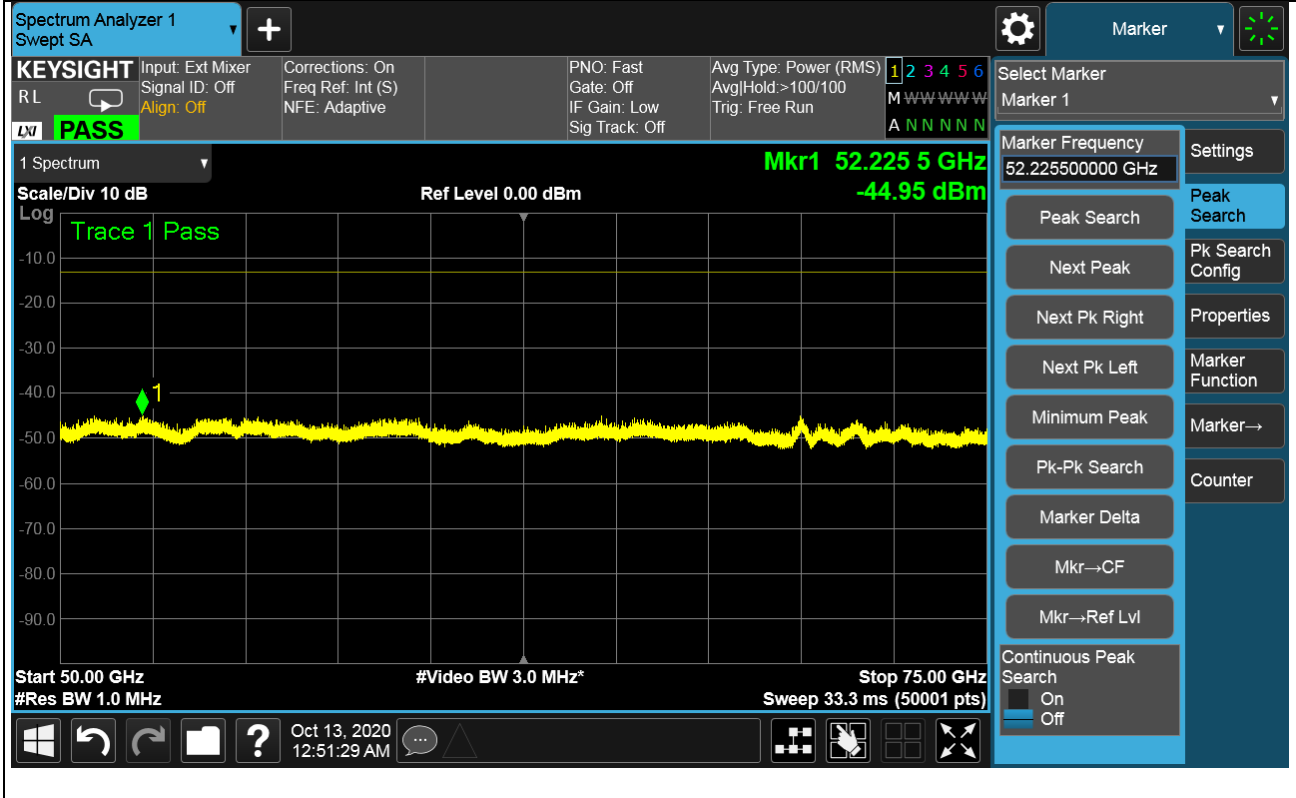 Spectrum Analyzer 1
Swept SA
+
Marker
KEYSIGHT
R L
LXI PASS
Input: Ext Mixer
Signal ID: Off
Align: Off
Corrections: On
Freq Ref: Int (S)
NFE: Adaptive
PNO: Fast
Gate: Off
IF Gain: Low
Sig Track: Off
Avg Type: Power (RMS)
Avg|Hold:>100/100
Trig: Free Run
1 2 3 4 5 6
M W W W W W
A N N N N N
Select Marker
Marker 1
1 Spectrum
Mkr1 52.225 5 GHz
-44.95 dBm
Scale/Div 10 dB
Ref Level 0.00 dBm
Log
Trace 1 Pass
-10.0
-20.0
-30.0
-40.0
-50.0
-60.0
-70.0
-80.0
-90.0
1
Start 50.00 GHz
#Video BW 3.0 MHz*
Stop 75.00 GHz
#Res BW 1.0 MHz
Sweep 33.3 ms (50001 pts)
Marker Frequency
52.225500000 GHz
Peak Search
Next Peak
Next Pk Right
Next Pk Left
Minimum Peak
Pk-Pk Search
Marker Delta
Mkr→CF
Mkr→Ref Lvl
Continuous Peak
Search
On
Off
Settings
Peak
Search
Pk Search
Config
Properties
Marker
Function
Marker→
Counter
?
Oct 13, 2020
12:51:29 AM